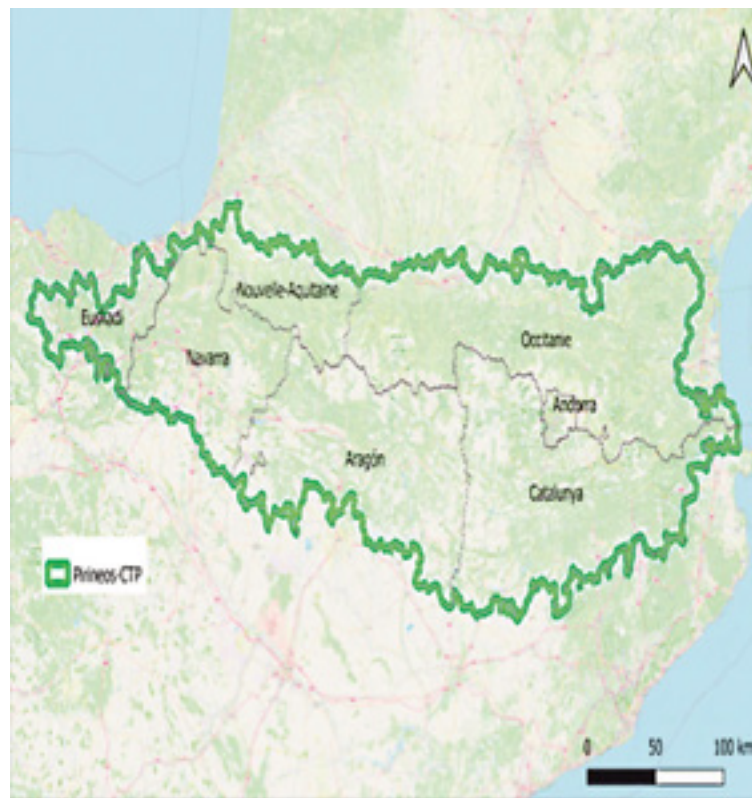 Nouvelle-Aquitaine
Euskadi
Occitanie
Navarra
Andorra
Aragón
Catalunya
Pirineos-CTP
0 50 100 km